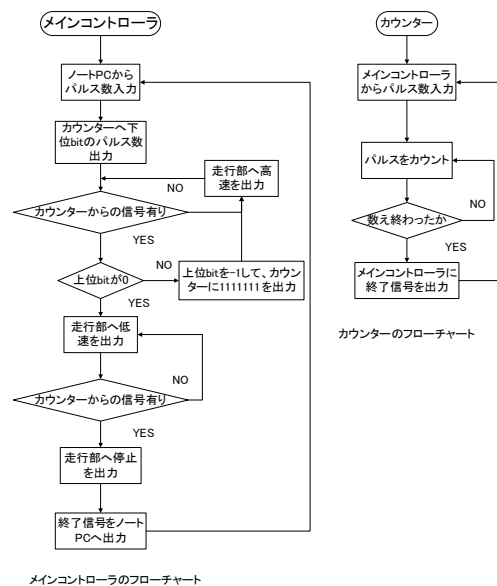 メインコントローラ
ノートPCから
パルス数入力
カウンターへ下
位bitのパルス数
出力
走行部へ高
速を出力
NO
カウンターからの信号有り
YES
上位bitが0
NO
上位bitを-1して、カウン
ターに1111111を出力
YES
走行部へ低
速を出力
NO
カウンターからの信号有り
YES
走行部へ停止
を出力
終了信号をノート
PCへ出力
メインコントローラのフローチャート
カウンター
メインコントローラ
からパルス数入力
パルスをカウント
数え終わったか
NO
YES
メインコントローラに
終了信号を出力
カウンターのフローチャート